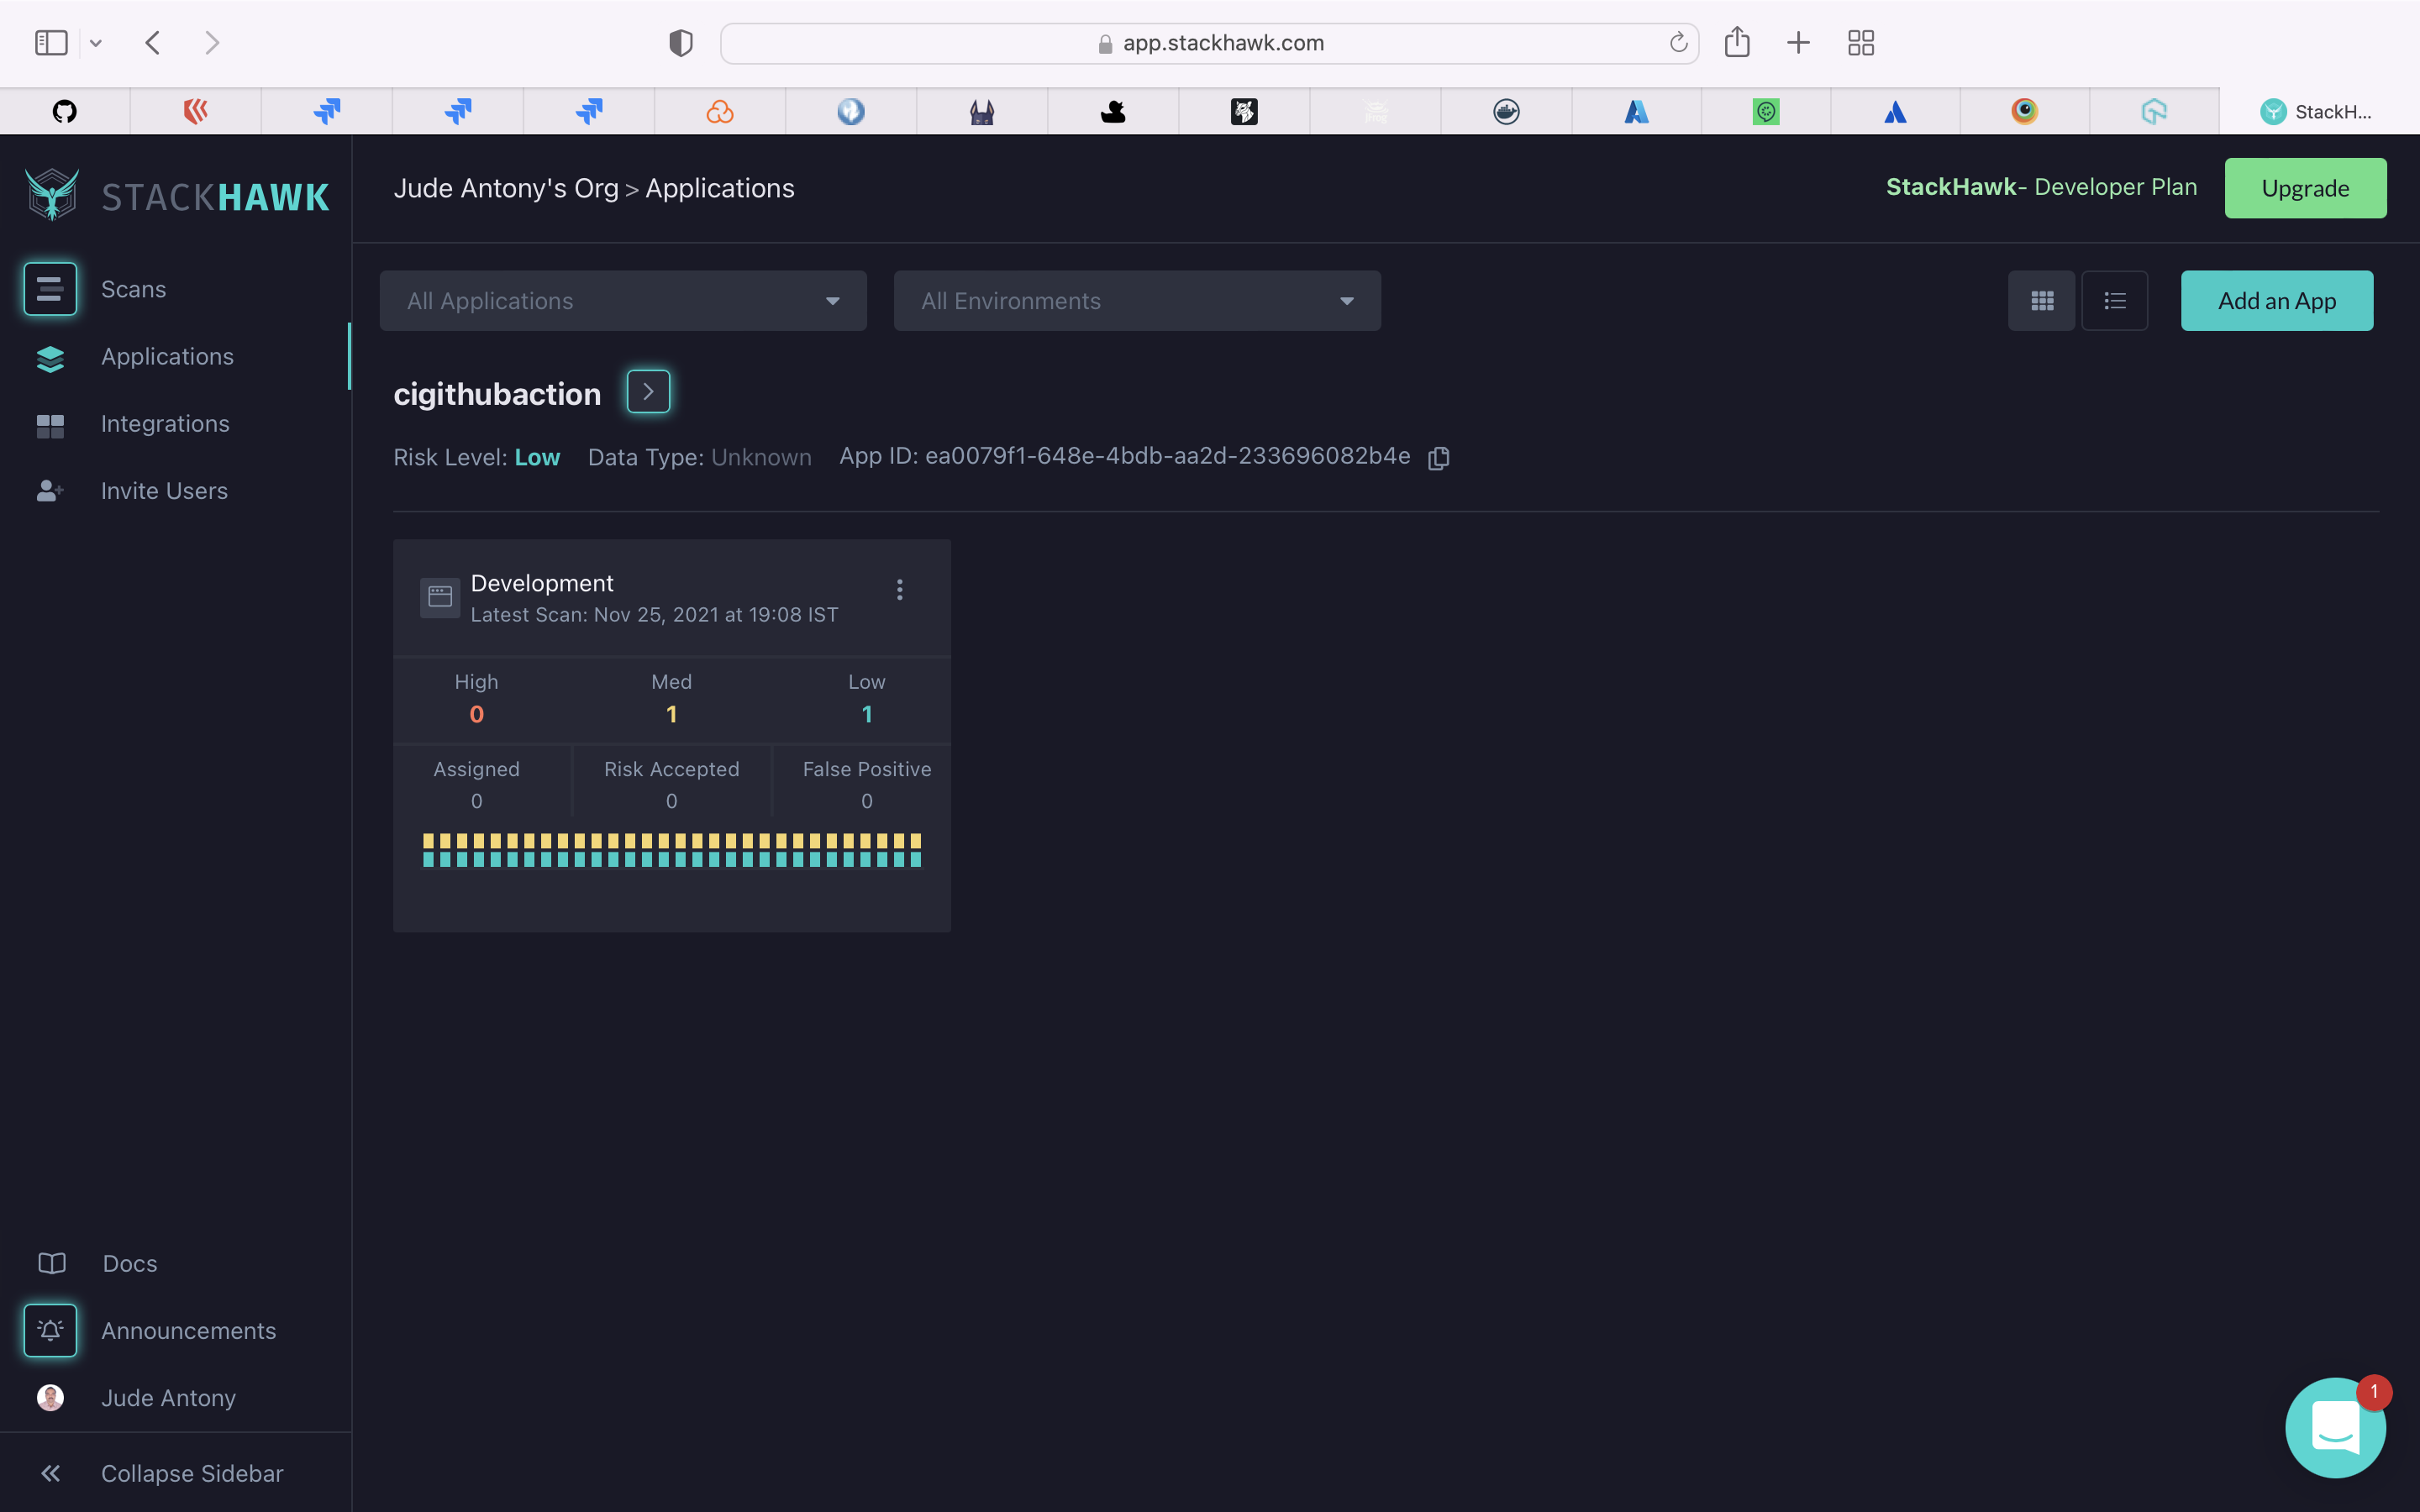 app.stackhawk.com
StackH...
STACKHAWK
Jude Antony's Org > Applications
StackHawk- Developer Plan
Upgrade
Scans
Applications
Integrations
Invite Users
All Applications
All Environments
Add an App
cigithubaction
Risk Level: Low Data Type: Unknown App ID: ea0079f1-648e-4bdb-aa2d-233696082b4e
Development
Latest Scan: Nov 25, 2021 at 19:08 IST
High Med Low
0 1 1
Assigned Risk Accepted False Positive
0 0 0
Docs
Announcements
Jude Antony
Collapse Sidebar
1